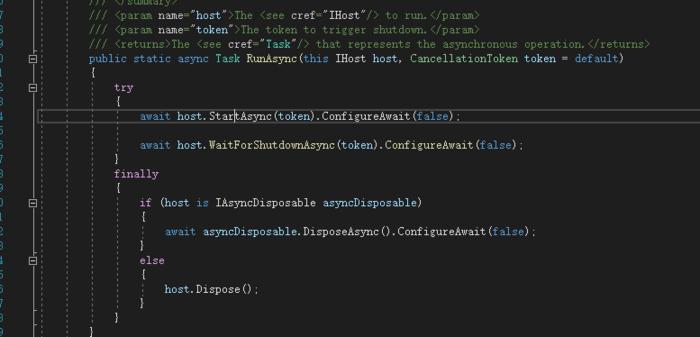 /// </summary>
/// <param name="host">The <see cref="IHost"/> to run.</param>
/// <param name="token">The token to trigger shutdown.</param>
/// <returns>The <see cref="Task"/> that represents the asynchronous operation.</returns>
public static async Task RunAsync(this IHost host, CancellationToken token = default)
{
try
{
await host.StartAsync(token).ConfigureAwait(false);
await host.WaitForShutdownAsync(token).ConfigureAwait(false);
}
finally
{
if (host is IAsyncDisposable asyncDisposable)
{
await asyncDisposable.DisposeAsync().ConfigureAwait(false);
}
else
{
host.Dispose();
}
}
}